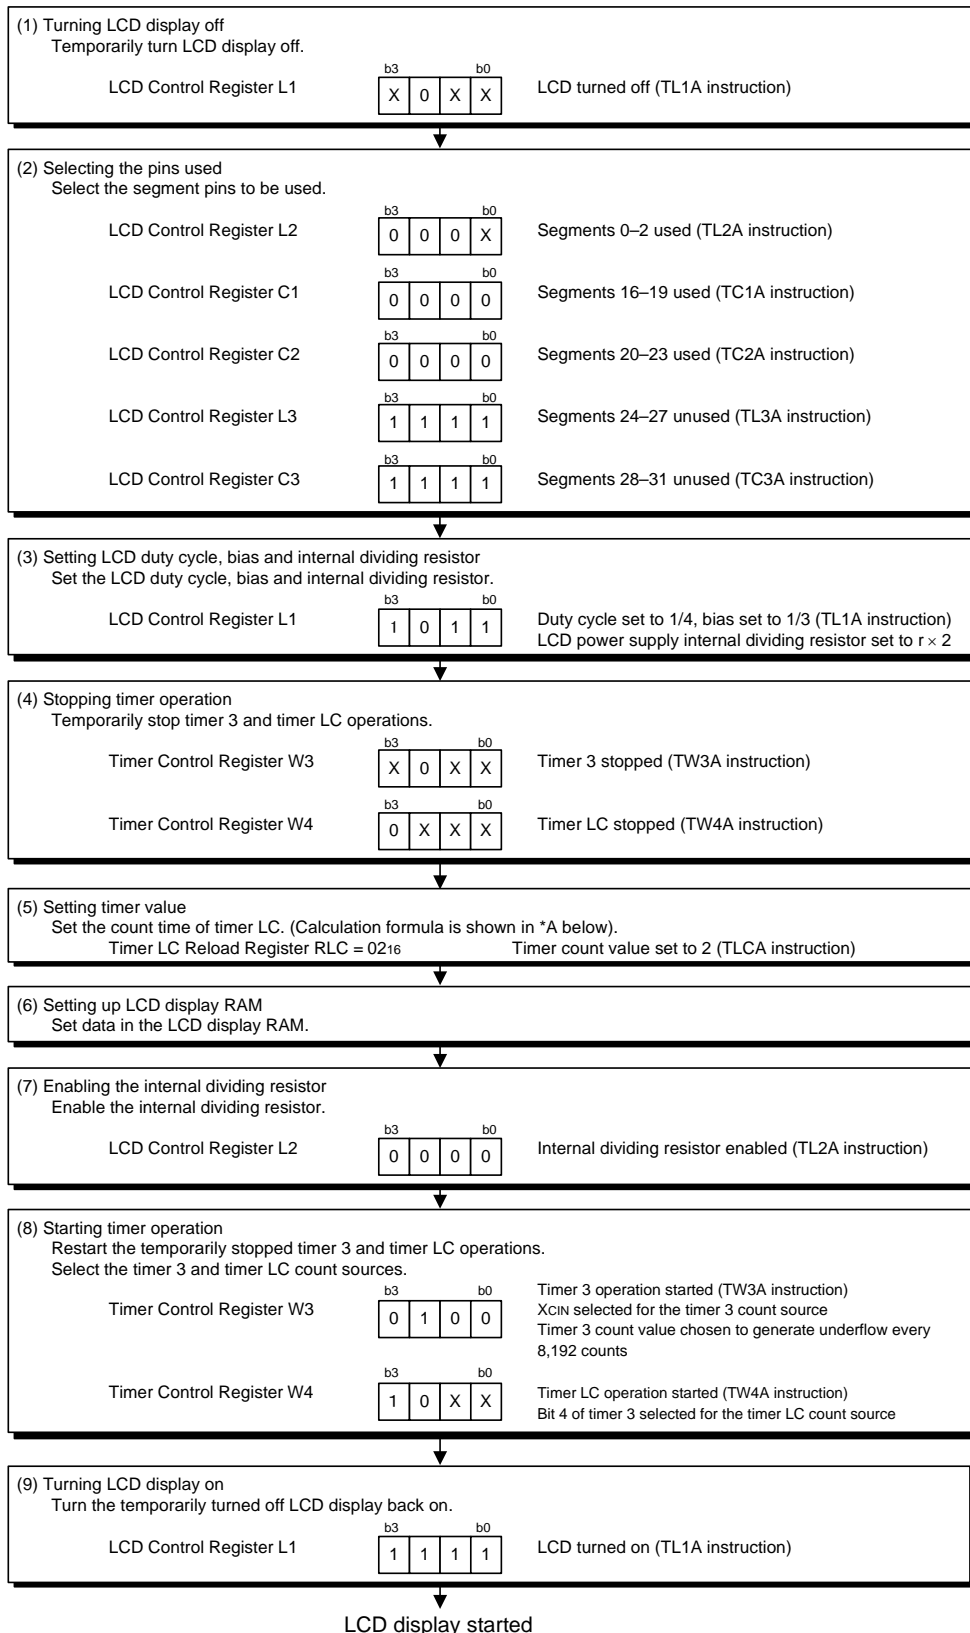 (1) Turning LCD display off
Temporarily turn LCD display off.
b3 b0
LCD Control Register L1 X 0 X X LCD turned off (TL1A instruction)
(2) Selecting the pins used
Select the segment pins to be used.
b3 b0
LCD Control Register L2 0 0 0 X Segments 0–2 used (TL2A instruction)
b3 b0
LCD Control Register C1 0 0 0 0 Segments 16–19 used (TC1A instruction)
b3 b0
LCD Control Register C2 0 0 0 0 Segments 20–23 used (TC2A instruction)
b3 b0
LCD Control Register L3 1 1 1 1 Segments 24–27 unused (TL3A instruction)
b3 b0
LCD Control Register C3 1 1 1 1 Segments 28–31 unused (TC3A instruction)
(3) Setting LCD duty cycle, bias and internal dividing resistor
Set the LCD duty cycle, bias and internal dividing resistor.
b3 b0
LCD Control Register L1 1 0 1 1 Duty cycle set to 1/4, bias set to 1/3 (TL1A instruction)
LCD power supply internal dividing resistor set to r × 2
(4) Stopping timer operation
Temporarily stop timer 3 and timer LC operations.
b3 b0
Timer Control Register W3 X 0 X X Timer 3 stopped (TW3A instruction)
b3 b0
Timer Control Register W4 0 X X X Timer LC stopped (TW4A instruction)
(5) Setting timer value
Set the count time of timer LC. (Calculation formula is shown in *A below).
Timer LC Reload Register RLC = 0216 Timer count value set to 2 (TLCA instruction)
(6) Setting up LCD display RAM
Set data in the LCD display RAM.
(7) Enabling the internal dividing resistor
Enable the internal dividing resistor.
b3 b0
LCD Control Register L2 0 0 0 0 Internal dividing resistor enabled (TL2A instruction)
(8) Starting timer operation
Restart the temporarily stopped timer 3 and timer LC operations.
Select the timer 3 and timer LC count sources.
b3 b0 Timer 3 operation started (TW3A instruction)
Timer Control Register W3 0 1 0 0 XCIN selected for the timer 3 count source
Timer 3 count value chosen to generate underflow every
8,192 counts
b3 b0
Timer Control Register W4 1 0 X X Timer LC operation started (TW4A instruction)
Bit 4 of timer 3 selected for the timer LC count source
(9) Turning LCD display on
Turn the temporarily turned off LCD display back on.
b3 b0
LCD Control Register L1 1 1 1 1 LCD turned on (TL1A instruction)
LCD display started